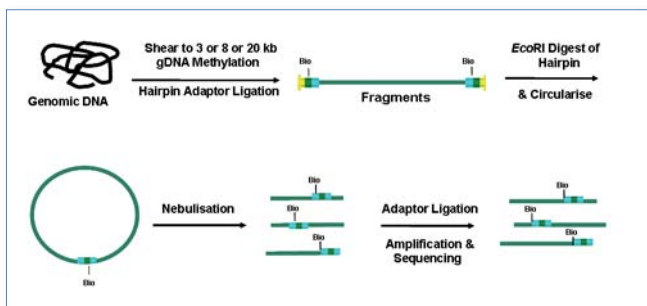 Genomic DNA
Shear to 3 or 8 or 20 kb
gDNA Methylation
Hairpin Adaptor Ligation
Bio
Bio
Fragments
EcoRI Digest of
Hairpin
& Circularise
Bio
Nebulisation
Bio
Bio
Bio
Adaptor Ligation
Amplification &
Sequencing
Bio
Bio
Bio